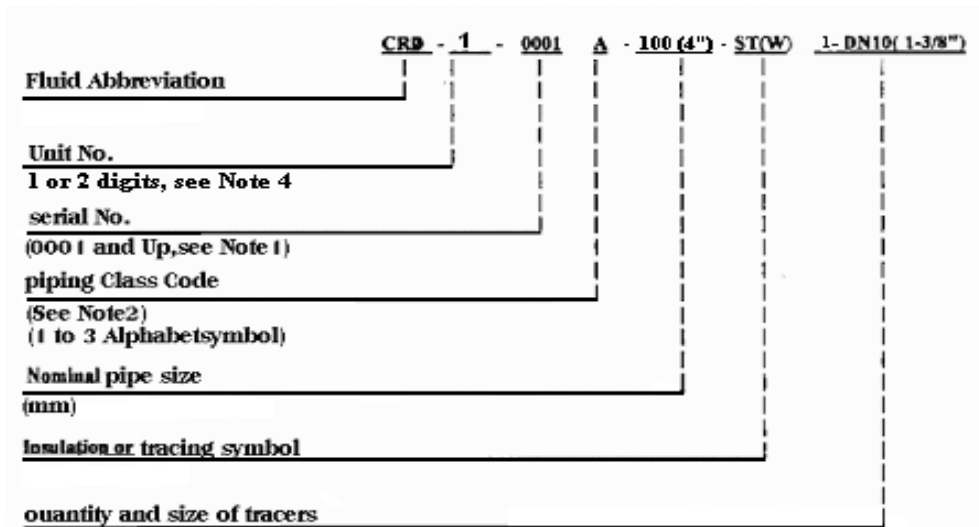 CRD - 1 - 0001 A - 100 (4") - ST(W) 1- DN10( 1-3/8")
Fluid Abbreviation
Unit No.
1 or 2 digits, see Note 4
serial No.
(0001 and Up,see Note 1)
piping Class Code
(See Note2)
(1 to 3 Alphabetsymbol)
Nominal pipe size
(mm)
Insulation or tracing symbol
ouantity and size of tracers